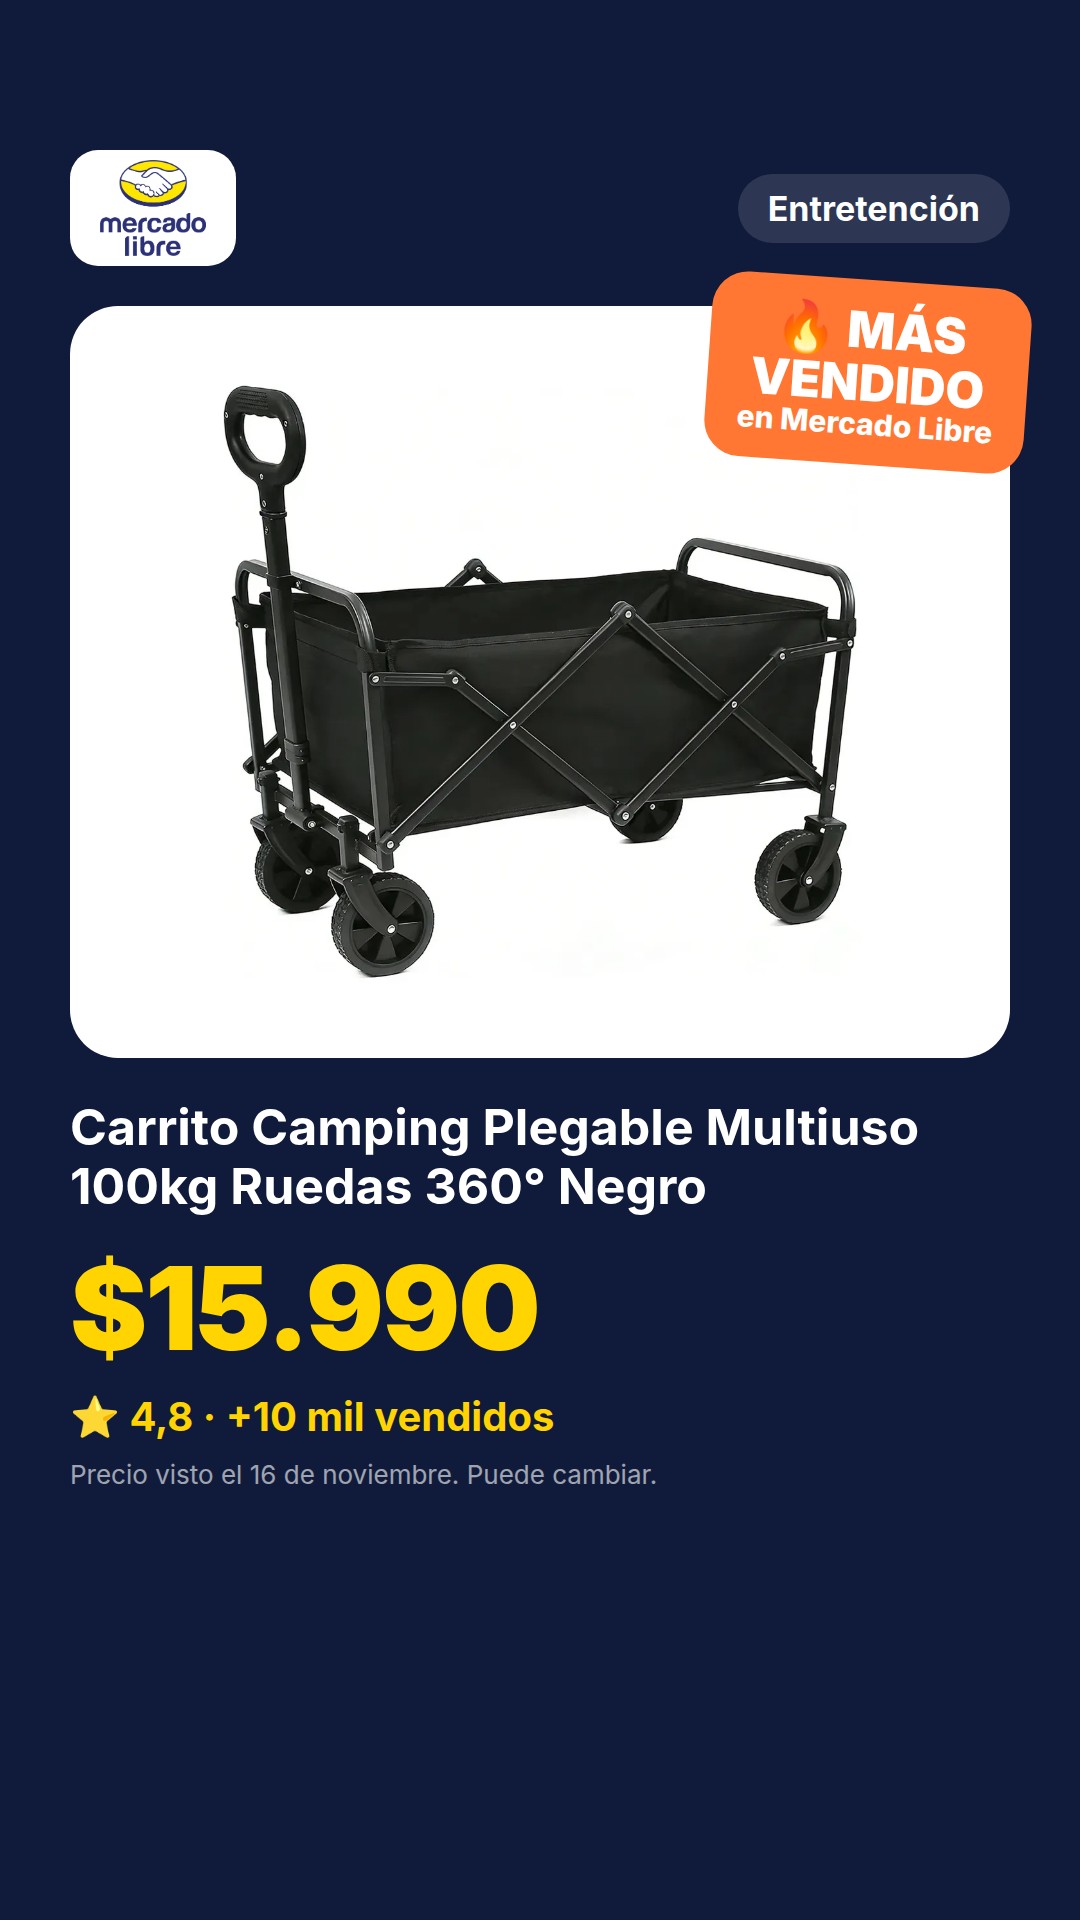 mercado
libre
Entretención
🔥 MÁS
VENDIDO
en Mercado Libre
Carrito Camping Plegable Multiuso
100kg Ruedas 360° Negro
$15.990
⭐ 4,8 · +10 mil vendidos
Precio visto el 16 de noviembre. Puede cambiar.